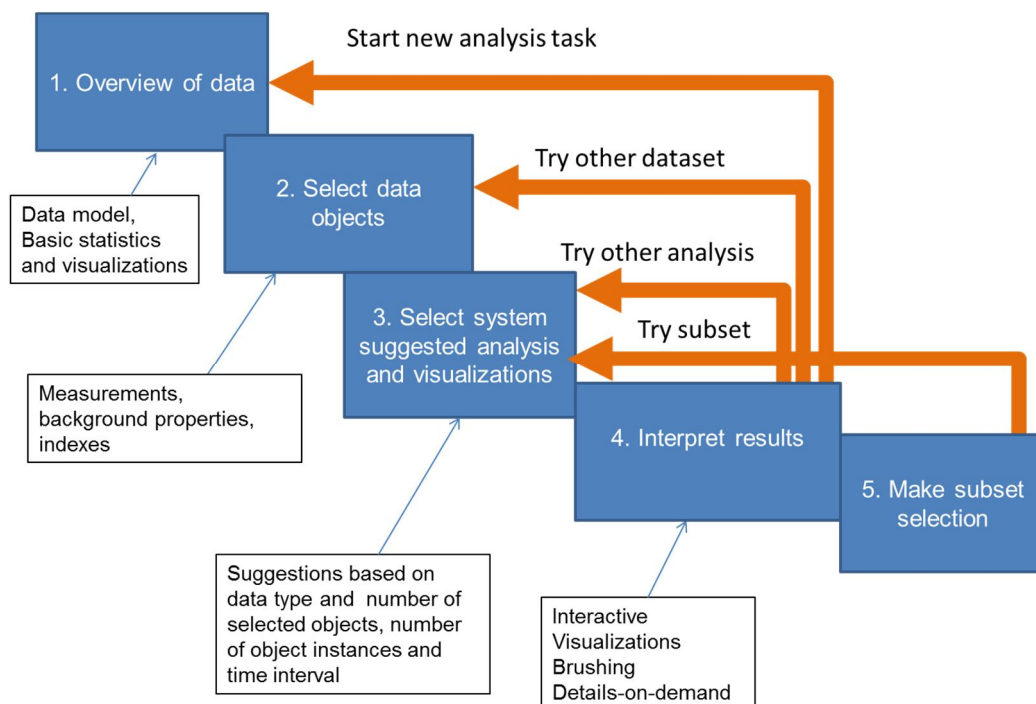 Start new analysis task
1. Overview of data
Try other dataset
2. Select data
objects
Data model,
Basic statistics
and visualizations
Try other analysis
3. Select system
suggested analysis
and visualizations
Try subset
Measurements,
background properties,
indexes
4. Interpret results
5. Make subset
selection
Suggestions based on
data type and number of
selected objects, number
of object instances and
time interval
Interactive
Visualizations
Brushing
Details-on-demand